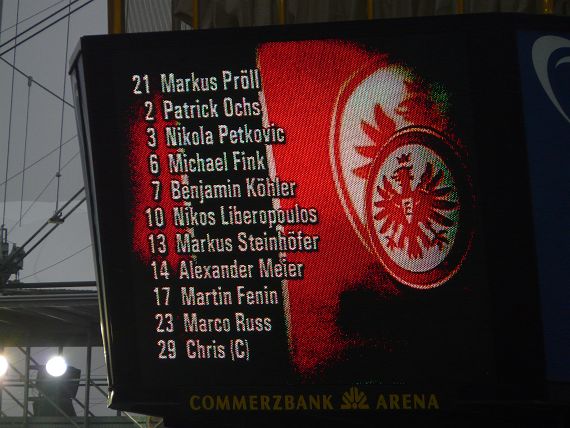 21 Markus Pröll
2 Patrick Ochs
3 Nikola Petkovic
6 Michael Fink
7 Benjamin Köhler
10 Nikos Liberopoulos
13 Markus Steinhöfer
14 Alexander Meier
17 Martin Fenin
23 Marco Russ
29 Chris (C)
COMMERZBANK ARENA